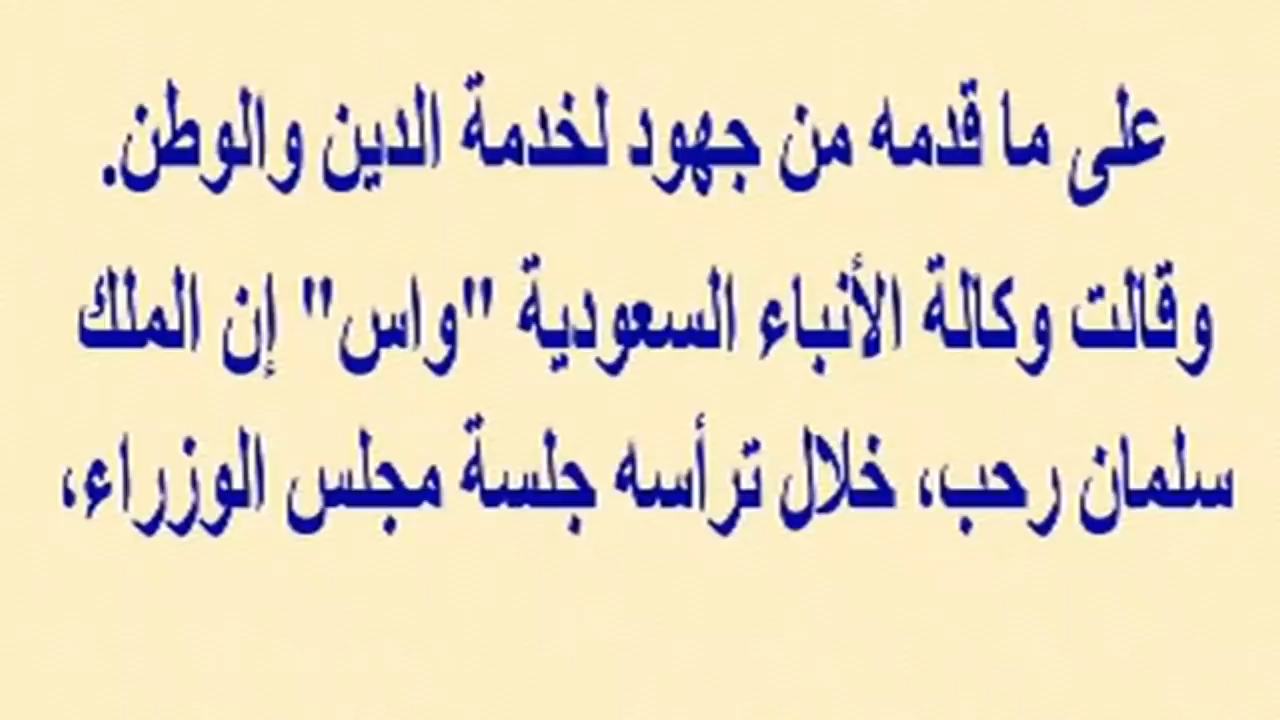 على ما قدمه من جهود لخدمة الدين والوطن.
وقالت وكالة الأنباء السعودية "واس" إن الملك
سلمان رحب، خلال ترأسه جلسة مجلس الوزراء،